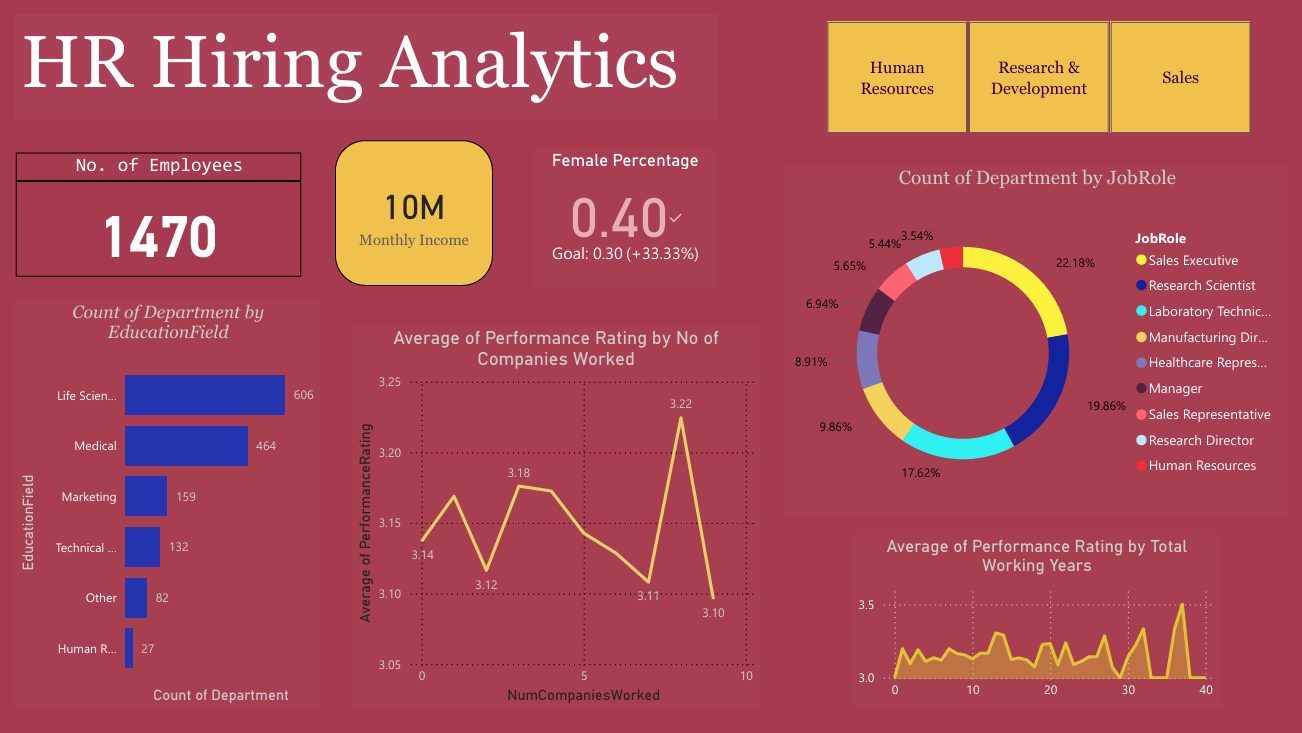 HR Hiring Analytics
Human
Resources
Research &
Development
Sales
No. of Employees
1470
10M
Monthly Income
Female Percentage
0.40
Goal: 0.30 (+33.33%)
Count of Department by
EducationField
EducationField
Life Scien...
606
Medical
464
Marketing
159
Technical ...
132
Other
82
Human R...
27
Count of Department
Average of Performance Rating by No of
Companies Worked
Average of PerformanceRating
3.25
3.20
3.15
3.10
3.05
3.14
3.12
3.18
3.11
3.22
3.10
0
5
10
NumCompaniesWorked
Count of Department by JobRole
22.18%
19.86%
17.62%
9.86%
8.91%
6.94%
5.65%
5.44%
3.54%
JobRole
Sales Executive
Research Scientist
Laboratory Technic...
Manufacturing Dir...
Healthcare Repres...
Manager
Sales Representative
Research Director
Human Resources
Average of Performance Rating by Total
Working Years
3.5
3.0
0
10
20
30
40